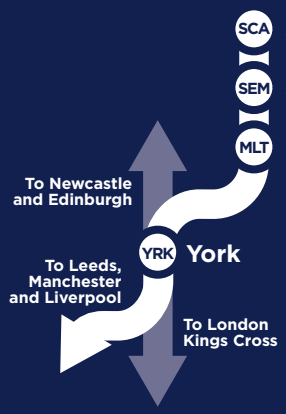 SCA
SEM
MLT
To Newcastle
and Edinburgh
YRK
York
To Leeds,
Manchester
and Liverpool
To London
Kings Cross